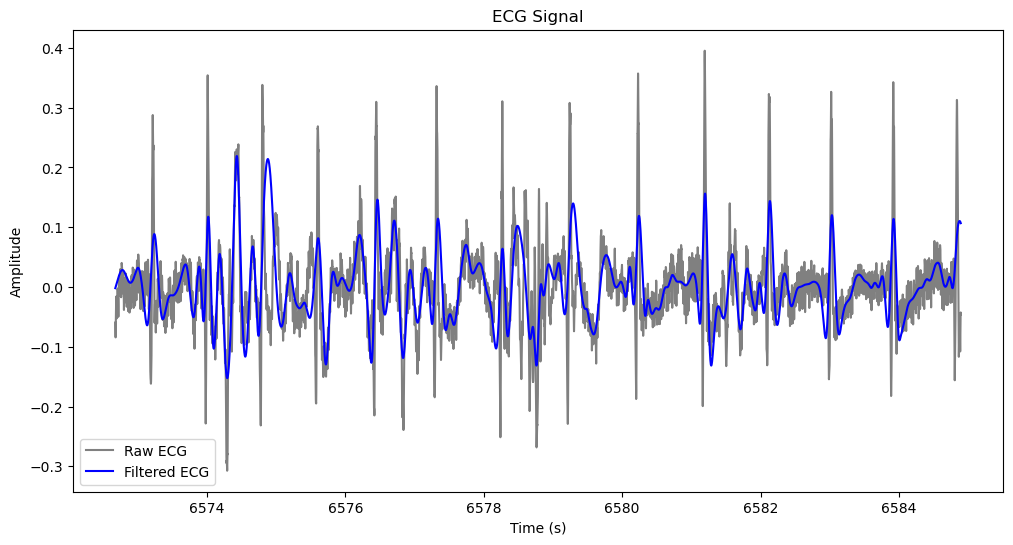 ECG Signal
Amplitude
0.4
0.3
0.2
0.1
0.0
−0.1
−0.2
−0.3
Raw ECG
Filtered ECG
6574 6576 6578 6580 6582 6584
Time (s)